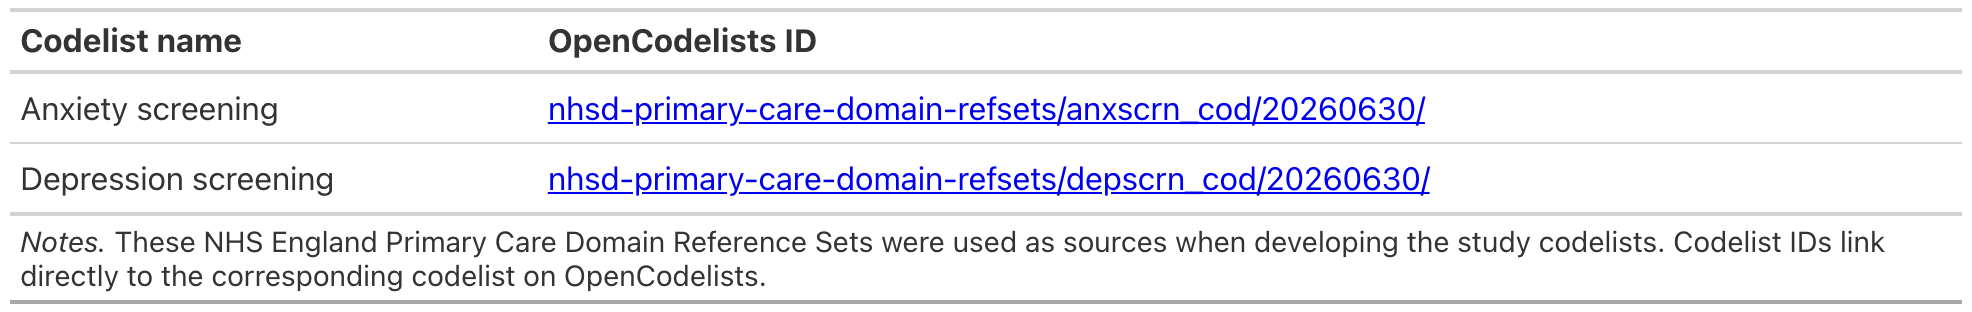 Codelist name OpenCodelists ID
Anxiety screening nhsd-primary-care-domain-refsets/anxscrn_cod/20260630/
Depression screening nhsd-primary-care-domain-refsets/depscrn_cod/20260630/
Notes. These NHS England Primary Care Domain Reference Sets were used as sources when developing the study codelists. Codelist IDs link
directly to the corresponding codelist on OpenCodelists.